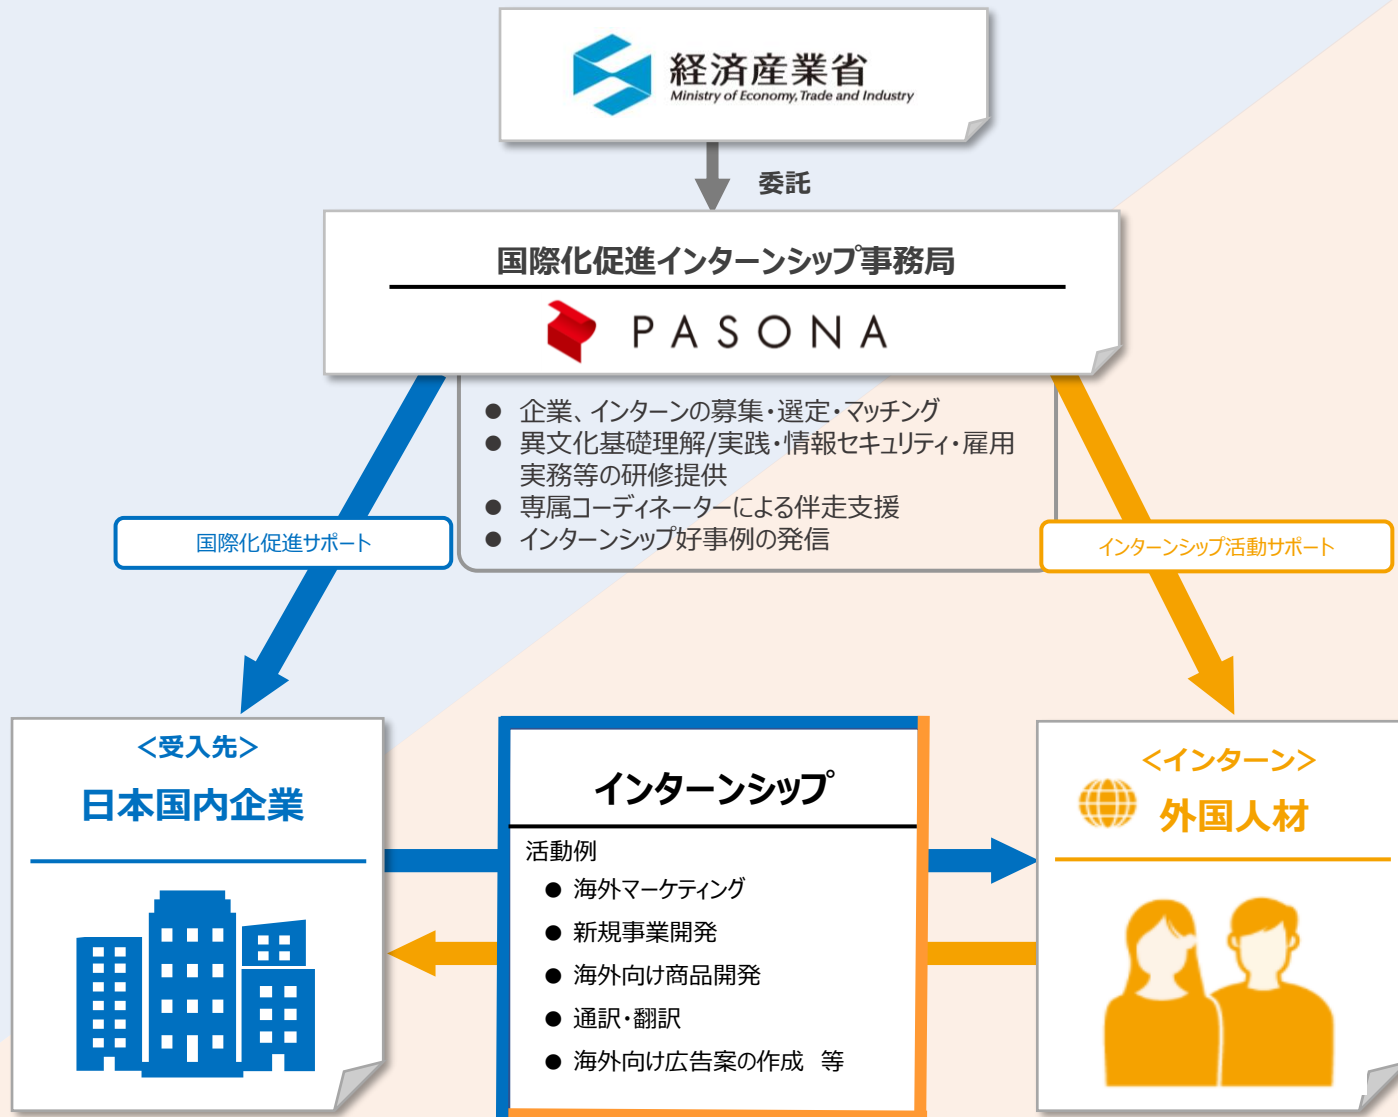 経済産業省
Ministry of Economy, Trade and Industry
委託
国際化促進インターンシップ事務局
PASONA
● 企業、インターンの募集・選定・マッチング
● 異文化基礎理解/実践・情報セキュリティ・雇用
実務等の研修提供
● 専属コーディネーターによる伴走支援
● インターンシップ好事例の発信
国際化促進サポート
インターンシップ活動サポート
<受入先>
日本国内企業
インターンシップ
活動例
● 海外マーケティング
● 新規事業開発
● 海外向け商品開発
● 通訳・翻訳
● 海外向け広告案の作成 等
<インターン>
外国人材